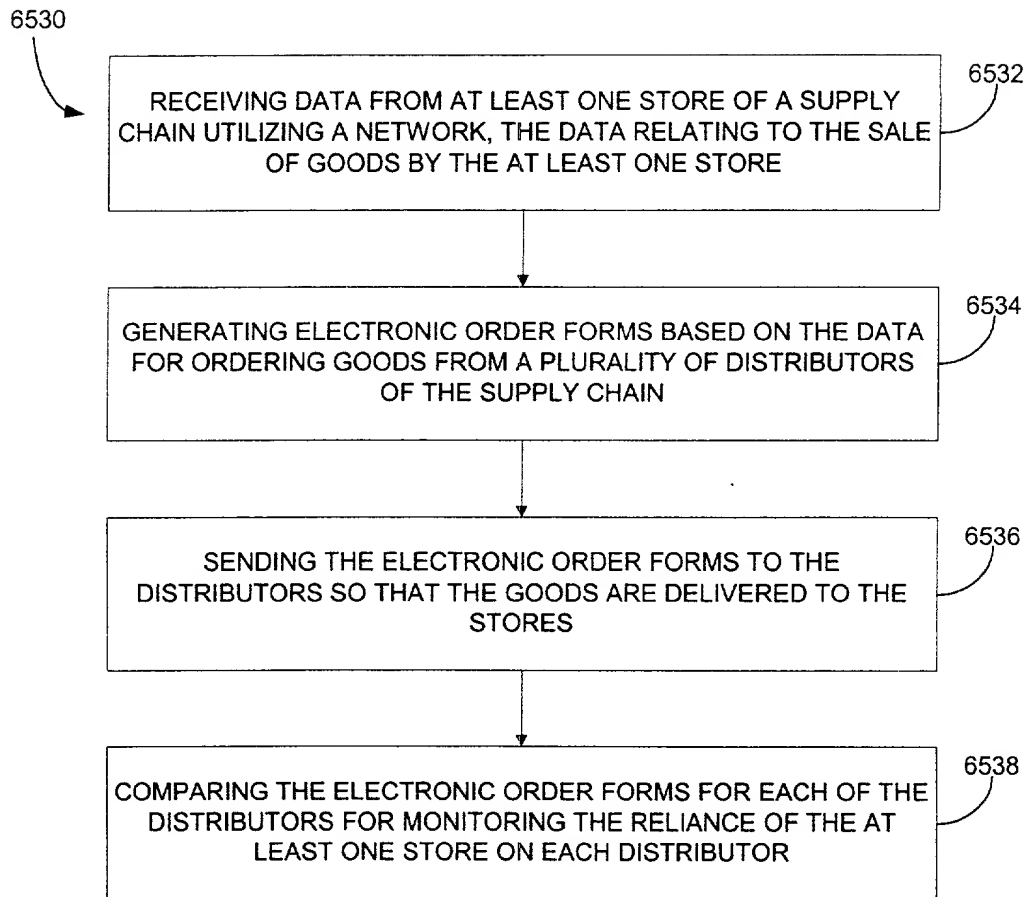 6530
6532
RECEIVING DATA FROM AT LEAST ONE STORE OF A SUPPLY
CHAIN UTILIZING A NETWORK, THE DATA RELATING TO THE SALE
OF GOODS BY THE AT LEAST ONE STORE
6534
GENERATING ELECTRONIC ORDER FORMS BASED ON THE DATA
FOR ORDERING GOODS FROM A PLURALITY OF DISTRIBUTORS
OF THE SUPPLY CHAIN
6536
SENDING THE ELECTRONIC ORDER FORMS TO THE
DISTRIBUTORS SO THAT THE GOODS ARE DELIVERED TO THE
STORES
6538
COMPARING THE ELECTRONIC ORDER FORMS FOR EACH OF THE
DISTRIBUTORS FOR MONITORING THE RELIANCE OF THE AT
LEAST ONE STORE ON EACH DISTRIBUTOR